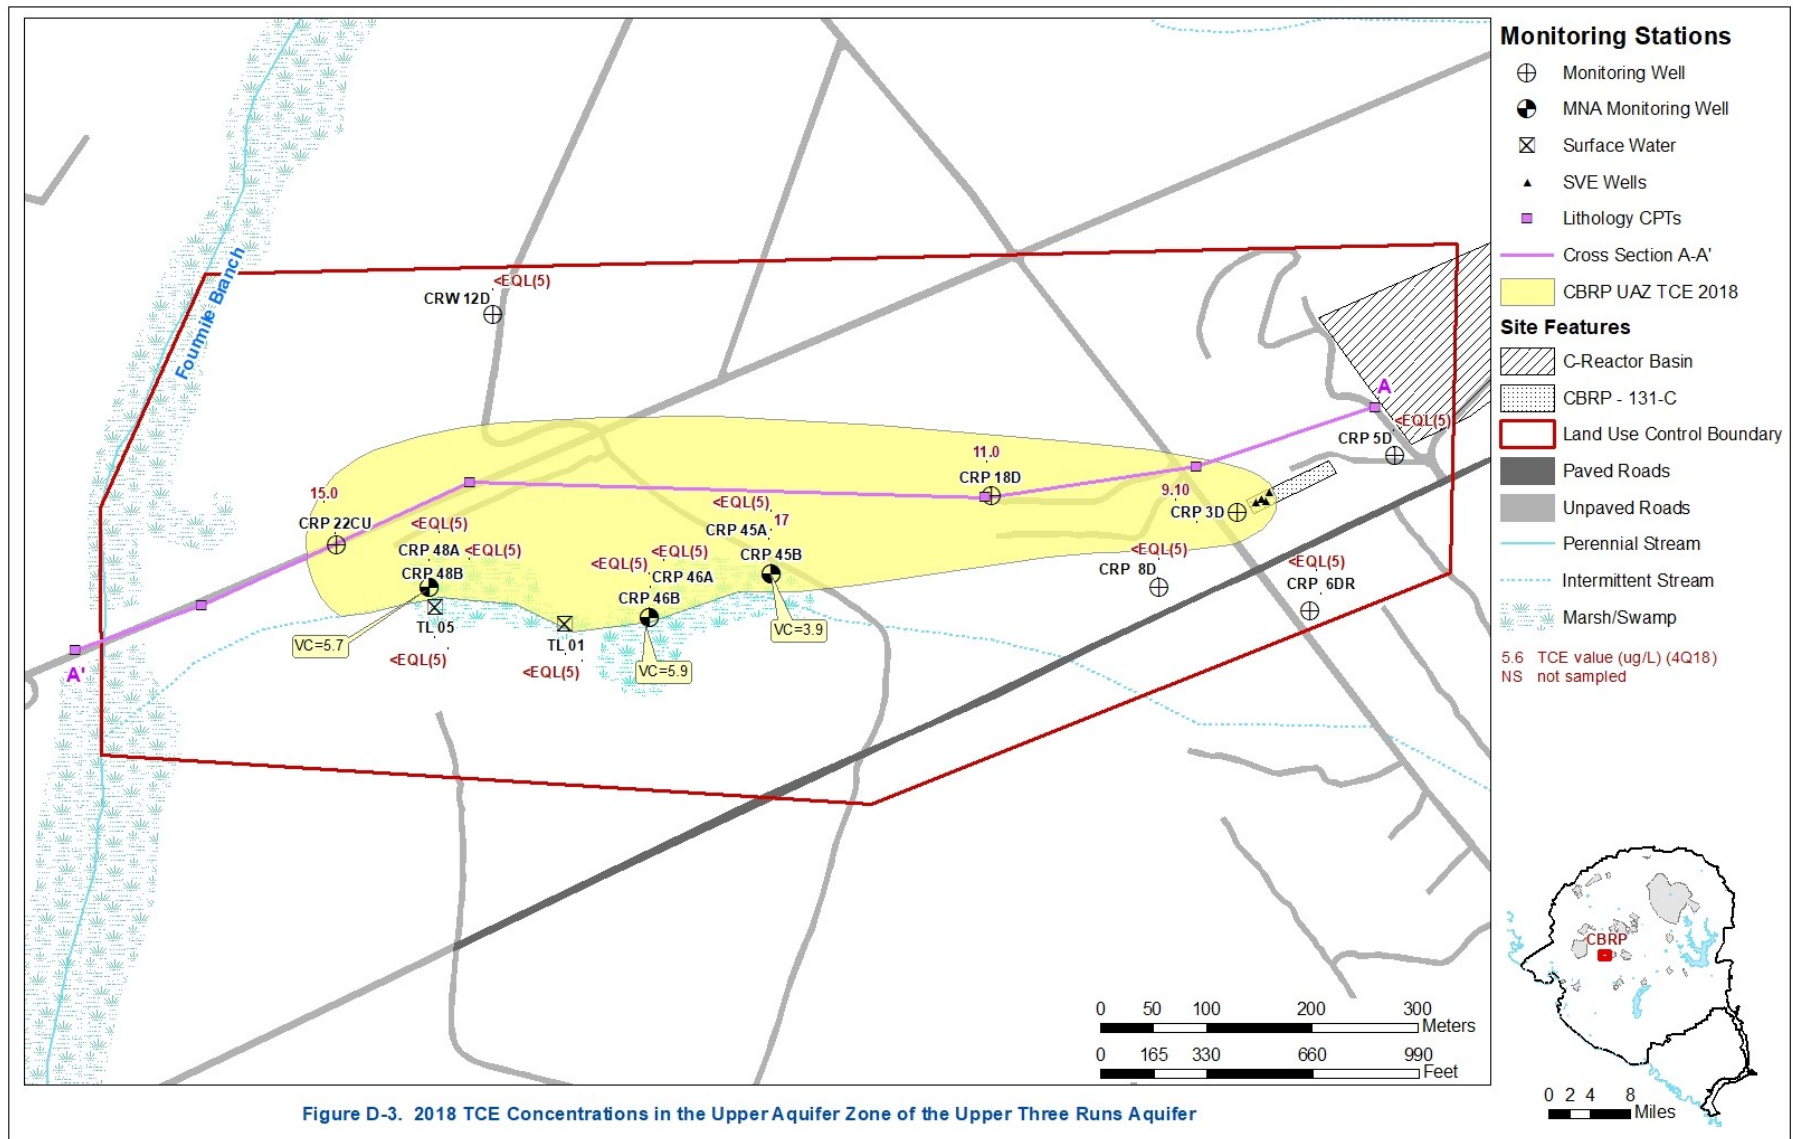 Monitoring Stations
Monitoring Well
MNA Monitoring Well
Surface Water
SVE Wells
Lithology CPTs
Cross Section A-A'
CBRP UAZ TCE 2018
Site Features
C-Reactor Basin
CBRP - 131-C
Land Use Control Boundary
Paved Roads
Unpaved Roads
Perennial Stream
Intermittent Stream
Marsh/Swamp
5.6 TCE value (ug/L) (4Q18)
NS not sampled
Fourmile Branch
<EQL(5)
CRW 12D
A
<EQL(5)
CRP 5D
11.0
CRP 18D
15.0
CRP 22CU
<EQL(5)
CRP 48A
<EQL(5)
CRP 48B
<EQL(5)
17
CRP 45A
CRP 45B
9.10
CRP 3D
<EQL(5)
<EQL(5)
CRP 46A
CRP 46B
<EQL(5)
CRP 8D
<EQL(5)
CRP 6DR
TL 05
TL 01
VC=5.7
VC=3.9
VC=5.9
<EQL(5)
<EQL(5)
A'
0 50 100 200 300
Meters
0 165 330 660 990
Feet
CBRP
0 2 4 8
Miles
Figure D-3. 2018 TCE Concentrations in the Upper Aquifer Zone of the Upper Three Runs Aquifer